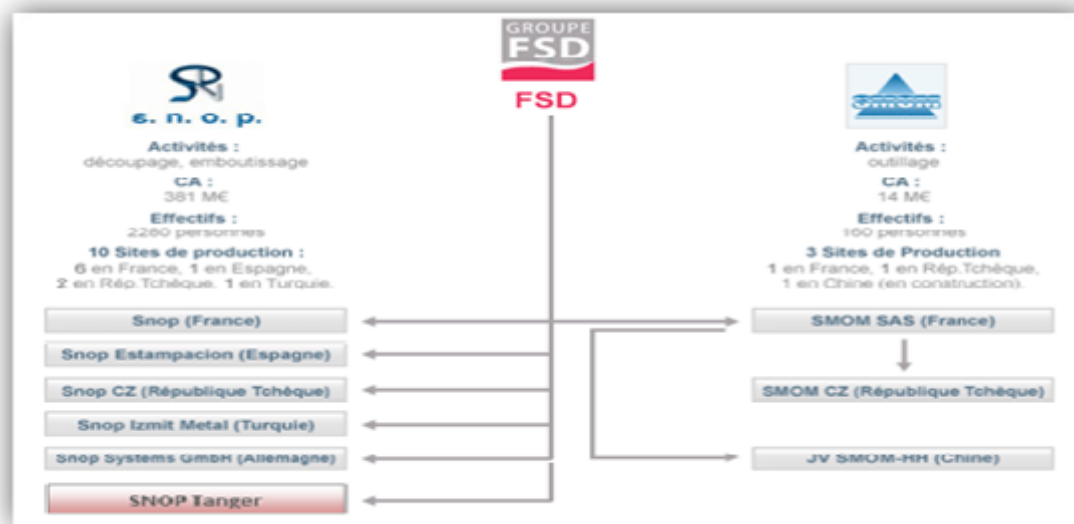 GROUPE
FSD
FSD
s. n. o. p.
Activités :
découpage, emboutissage
CA :
381 M€
Effectifs :
2260 personnes
10 Sites de production :
6 en France, 1 en Espagne,
2 en Rép.Tchèque, 1 en Turquie.
Snop (France)
Snop Estampacion (Espagne)
Snop CZ (République Tchèque)
Snop Izmit Metal (Turquie)
Snop Systems GmbH (Allemagne)
SNOP Tanger
SMOM
Activités :
outillage
CA :
14 M€
Effectifs :
160 personnes
3 Sites de Production
1 en France, 1 en Rép.Tchèque,
1 en Chine (en construction).
SMOM SAS (France)
SMOM CZ (République Tchèque)
JV SMOM-HH (Chine)